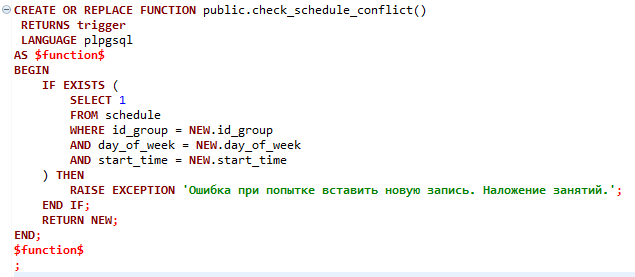 CREATE OR REPLACE FUNCTION public.check_schedule_conflict()
 RETURNS trigger
 LANGUAGE plpgsql
AS $function$
BEGIN
    IF EXISTS (
        SELECT 1
        FROM schedule
        WHERE id_group = NEW.id_group
        AND day_of_week = NEW.day_of_week
        AND start_time = NEW.start_time
    ) THEN
        RAISE EXCEPTION 'Ошибка при попытке вставить новую запись. Наложение занятий.';
    END IF;
    RETURN NEW;
END;
$function$
;